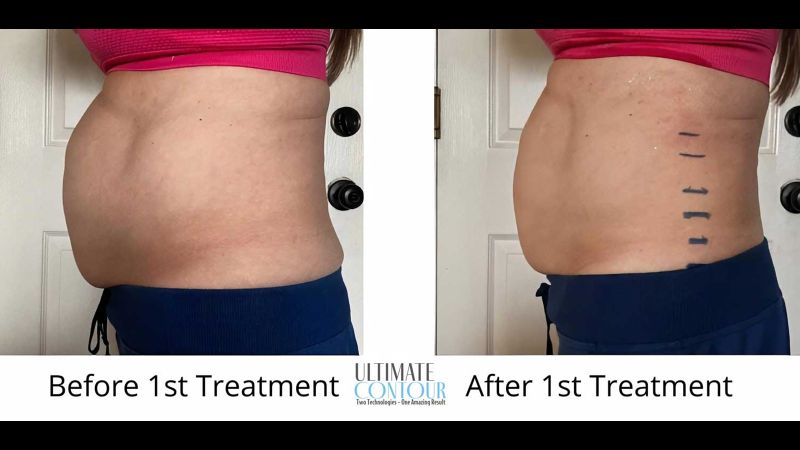 Before 1st Treatment
ULTIMATE
CONTOUR
Two Technologies - One Amazing Result
After 1st Treatment